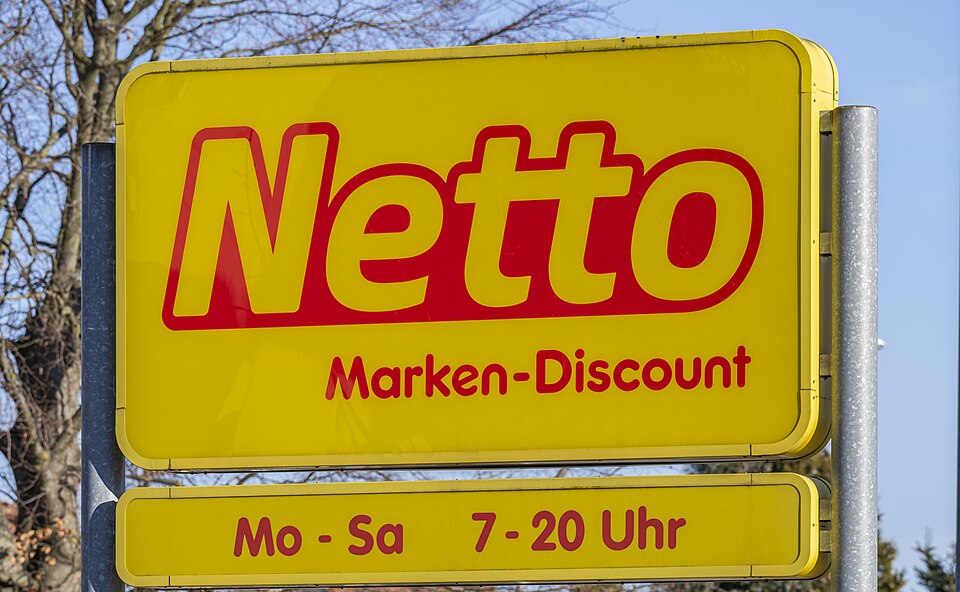 Netto
Marken-Discount
Mo - Sa 7 - 20 Uhr